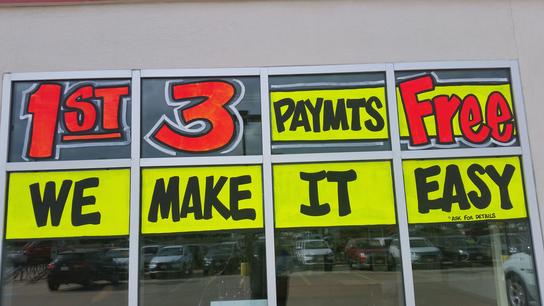 1ST 3 PAYMTS Free
WE MAKE IT EASY
*ASK FOR DETAILS